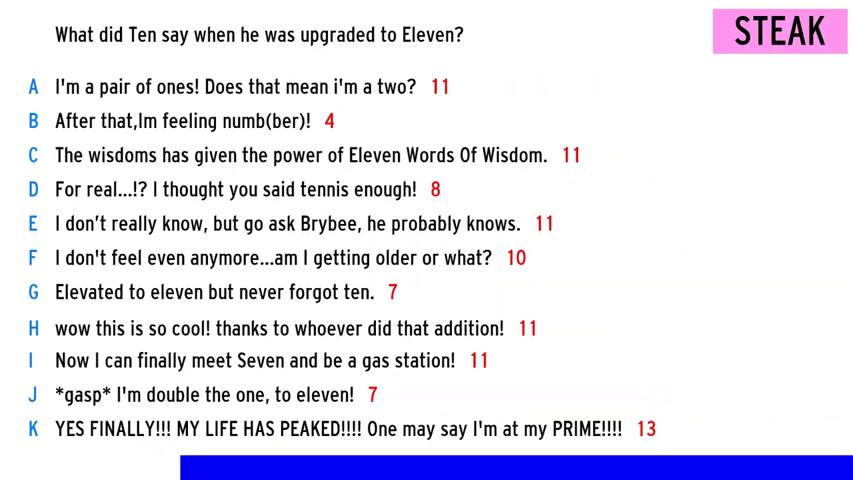 What did Ten say when he was upgraded to Eleven?
STEAK
A I'm a pair of ones! Does that mean i'm a two? 11
B After that,Im feeling numb(ber)! 4
C The wisdoms has given the power of Eleven Words Of Wisdom. 11
D For real...!? I thought you said tennis enough! 8
E I don’t really know, but go ask Brybee, he probably knows. 11
F I don't feel even anymore...am I getting older or what? 10
G Elevated to eleven but never forgot ten. 7
H wow this is so cool! thanks to whoever did that addition! 11
I Now I can finally meet Seven and be a gas station! 11
J *gasp* I'm double the one, to eleven! 7
K YES FINALLY!!! MY LIFE HAS PEAKED!!!! One may say I'm at my PRIME!!!! 13